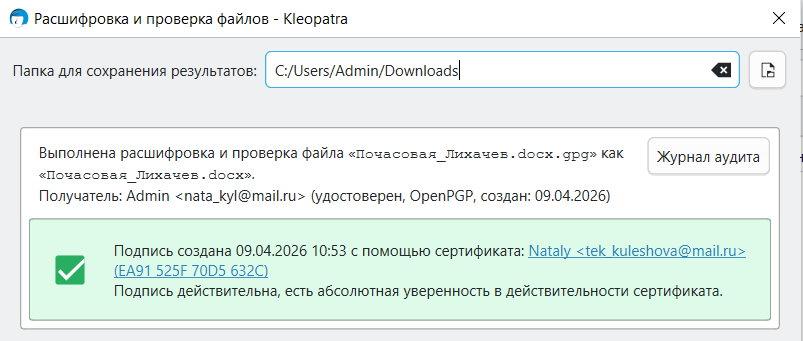 Расшифровка и проверка файлов - Kleopatra
Папка для сохранения результатов: C:/Users/Admin/Downloads
Выполнена расшифровка и проверка файла «Почасовая_Лихачев.docx.gpg» как
«Почасовая_Лихачев.docx».
Получатель: Admin <nata_kyl@mail.ru> (удостоверен, OpenPGP, создан: 09.04.2026)
Журнал аудита
Подпись создана 09.04.2026 10:53 с помощью сертификата: Nataly <tek_kuleshova@mail.ru>
(EA91 525F 70D5 632C)
Подпись действительна, есть абсолютная уверенность в действительности сертификата.